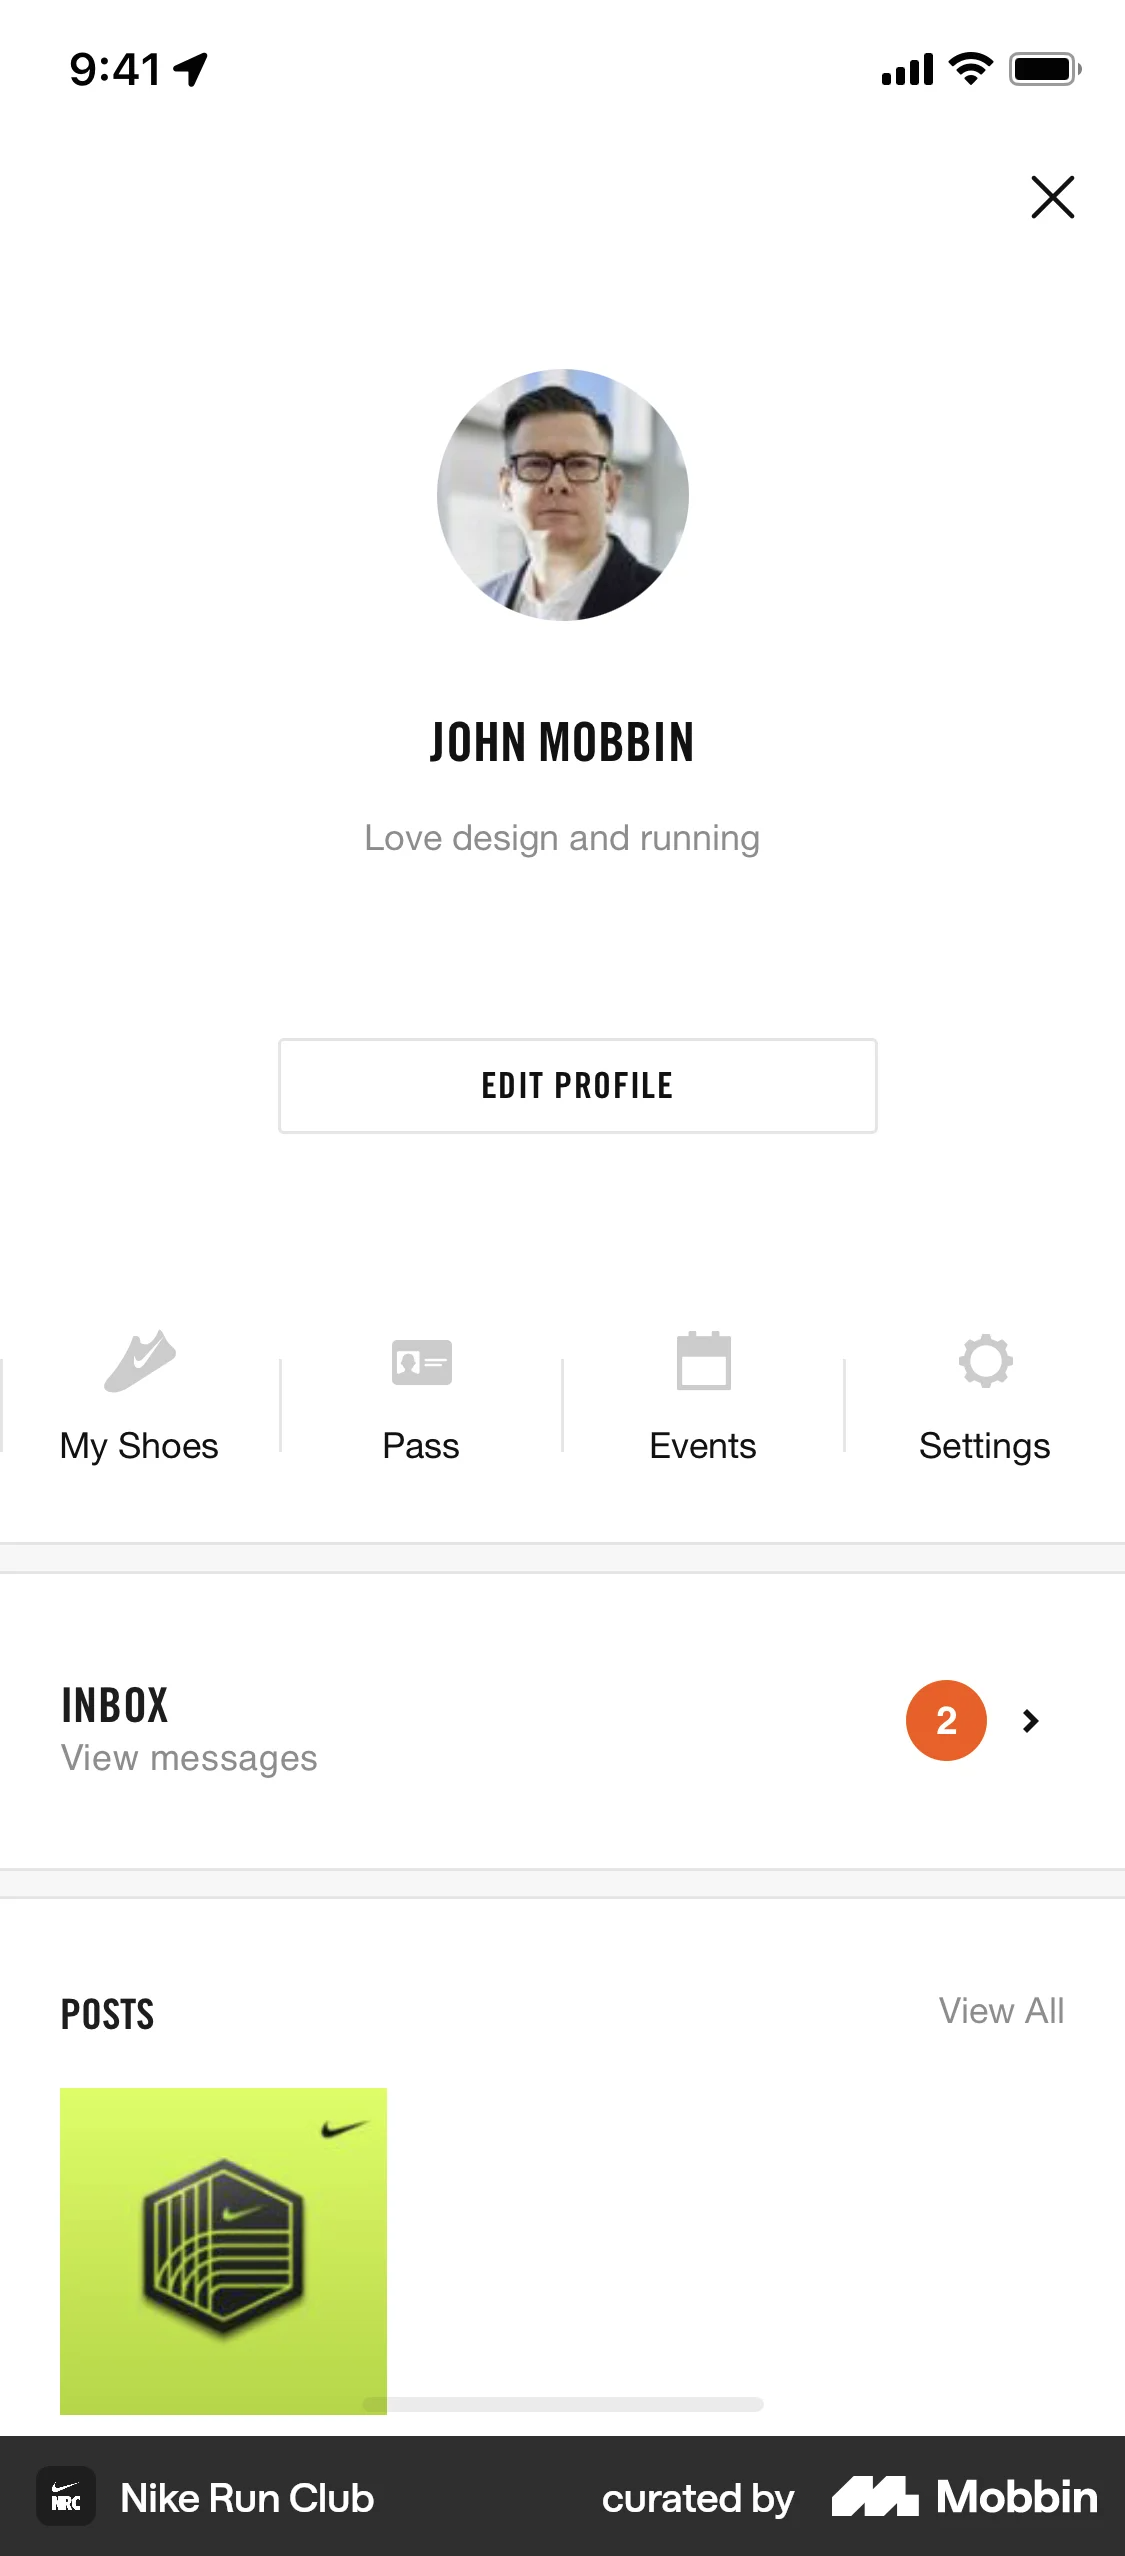 9:41
JOHN MOBBIN
Love design and running
EDIT PROFILE
My Shoes
Pass
Events
Settings
INBOX
View messages
2
POSTS
View All
NRC
Nike Run Club
curated by
Mobbin